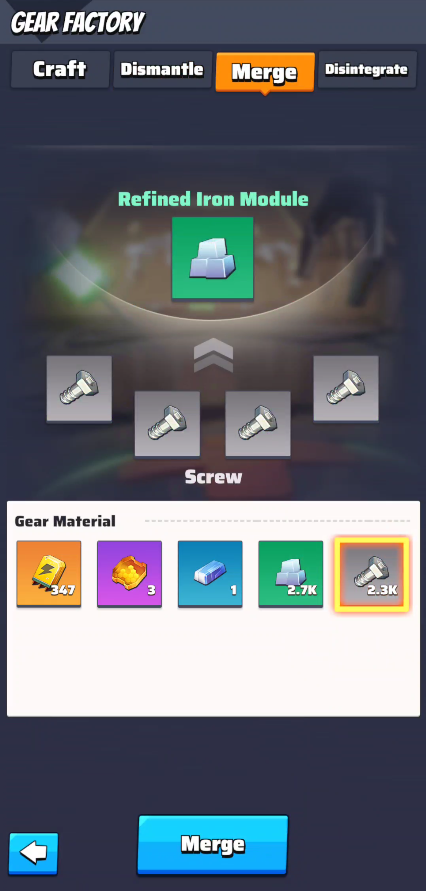 GEAR FACTORY
Craft
Dismantle
Merge
Disintegrate
Refined Iron Module
Screw
Gear Material
347
3
1
2.7K
2.3K
Merge